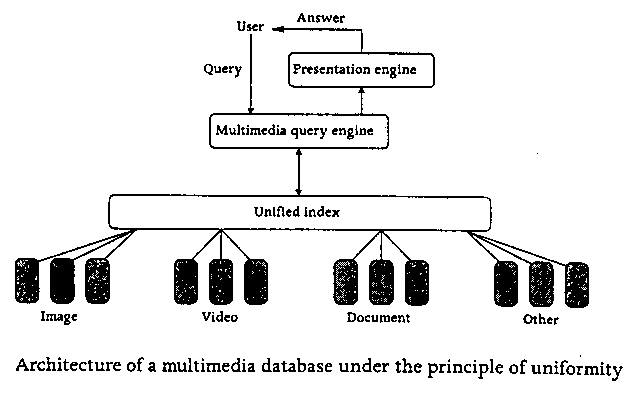 Answer
User
Query
Presentation engine
Multimedia query engine
Unified index
Image
Video
Document
Other
Architecture of a multimedia database under the principle of uniformity